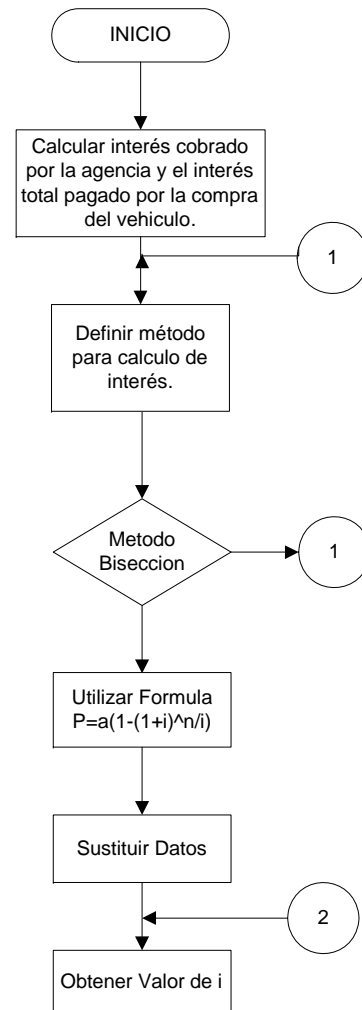 INICIO
Calcular interés cobrado
por la agencia y el interés
total pagado por la compra
del vehiculo.
1
Definir método
para calculo de
interés.
Metodo
Biseccion
1
Utilizar Formula
P=a(1-(1+i)^n/i)
Sustituir Datos
2
Obtener Valor de i